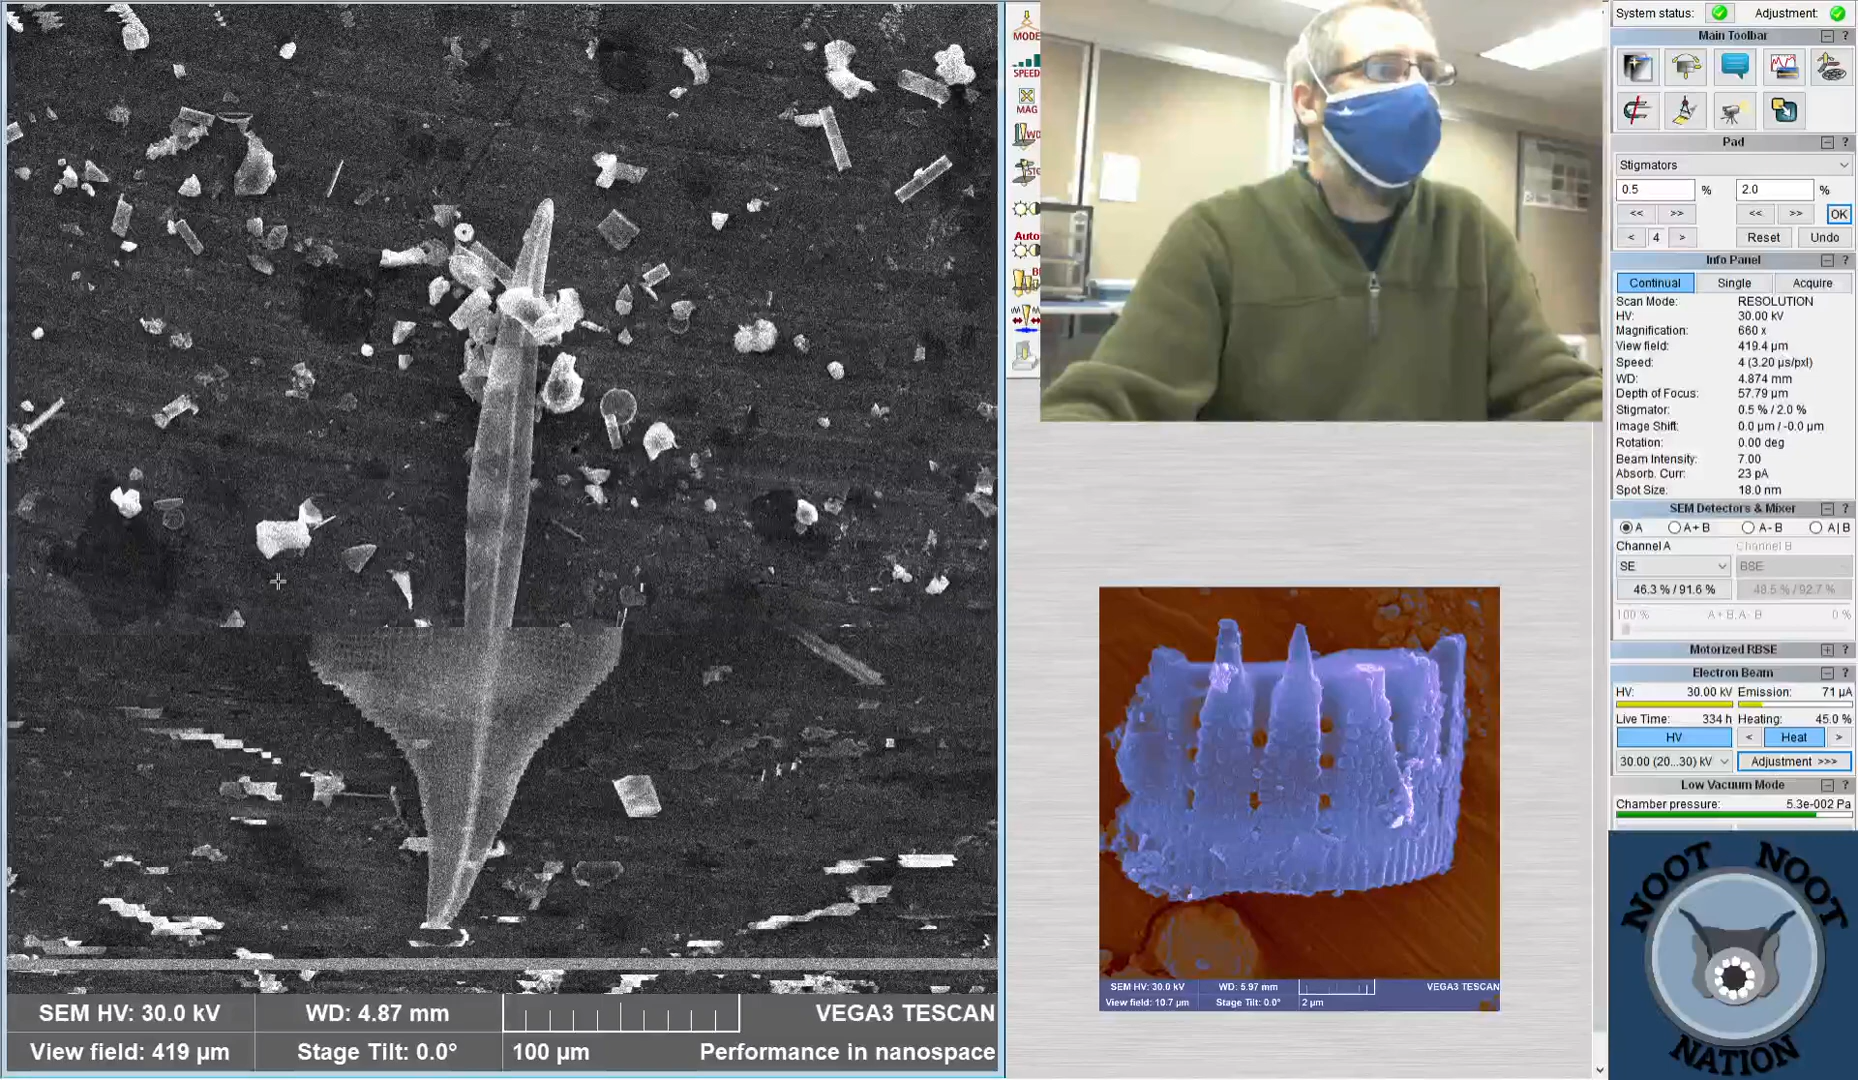 SEM HV: 30.0 kV
WD: 4.87 mm
VEGA3 TESCAN
View field: 419 µm
Stage Tilt: 0.0°
100 µm
Performance in nanospace
MODE
SPEED
MAG
WD
Auto
SEM HV: 30.0 kV
WD: 5.97 mm
VEGA3 TESCAN
View field: 10.7 µm
Stage Tilt: 0.0°
2 µm
System status:
Adjustment:
Main Toolbar
?
Pad
?
Stigmators
0.5 %
2.0 %
<< >>
<< >>
OK
< 4 >
Reset
Undo
Info Panel
?
Continual
Single
Acquire
Scan Mode: RESOLUTION
HV: 30.00 kV
Magnification: 660 x
View field: 419.4 µm
Speed: 4 (3.20 µs/pxl)
WD: 4.874 mm
Depth of Focus: 57.79 µm
Stigmator: 0.5 % / 2.0 %
Image Shift: 0.0 µm / -0.0 µm
Rotation: 0.00 deg
Beam Intensity: 7.00
Absorb. Curr: 23 pA
Spot Size: 18.0 nm
SEM Detectors & Mixer
?
A
A + B
A - B
A | B
Channel A
Channel B
SE
BSE
46.3 % / 91.6 %
48.5 % / 92.7 %
100 %
A + B, A - B
0 %
Motorized RBSE
?
Electron Beam
?
HV: 30.00 kV
Emission: 71 µA
Live Time: 334 h
Heating: 45.0 %
HV
< Heat >
30.00 (20...30) kV
Adjustment >>>
Low Vacuum Mode
?
Chamber pressure: 5.3e-002 Pa
NOOT NOOT
NATION